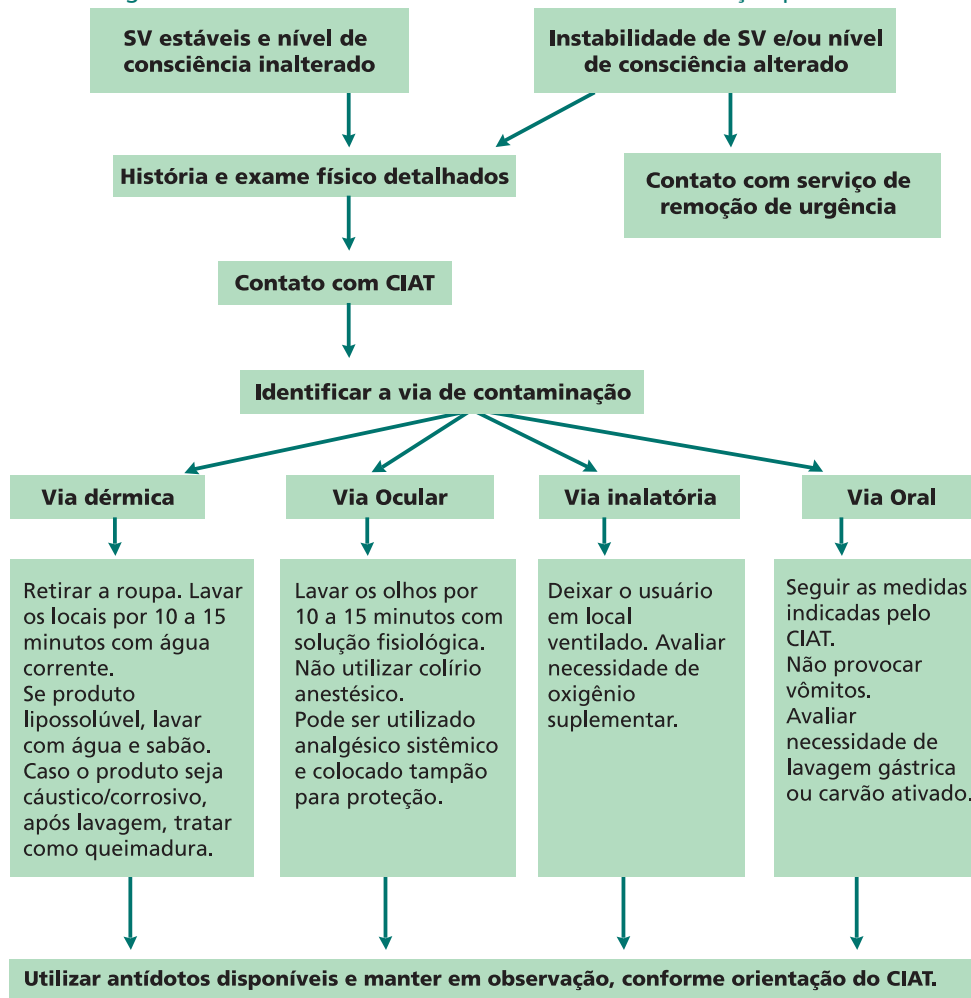 SV estáveis e nível de
consciência inalterado
Instabilidade de SV e/ou nível
de consciência alterado
História e exame físico detalhados
Contato com serviço de
remoção de urgência
Contato com CIAT
Identificar a via de contaminação
Via dérmica
Via Ocular
Via inalatória
Via Oral
Retirar a roupa. Lavar
os locais por 10 a 15
minutos com água
corrente.
Se produto
lipossolúvel, lavar
com água e sabão.
Caso o produto seja
cáustico/corrosivo,
após lavagem, tratar
como queimadura.
Lavar os olhos por
10 a 15 minutos com
solução fisiológica.
Não utilizar colírio
anestésico.
Pode ser utilizado
analgésico sistêmico
e colocado tampão
para proteção.
Deixar o usuário
em local
ventilado. Avaliar
necessidade de
oxigênio
suplementar.
Seguir as medidas
indicadas pelo
CIAT.
Não provocar
vômitos.
Avaliar
necessidade de
lavagem gástrica
ou carvão ativado.
Utilizar antídotos disponíveis e manter em observação, conforme orientação do CIAT.